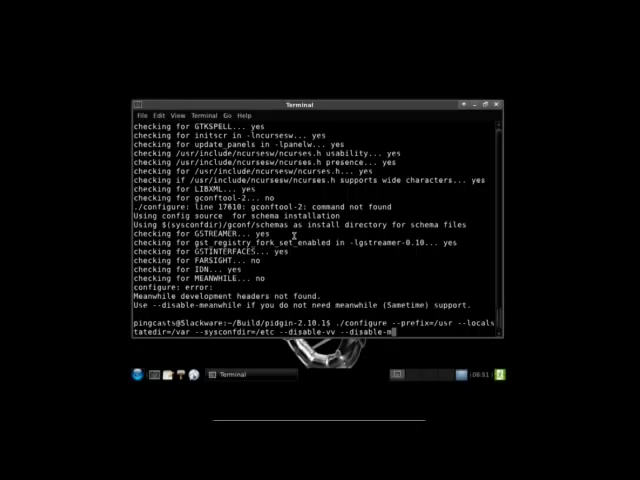 Terminal
File Edit View Terminal Go Help
checking for GTKSPELL... yes
checking for initscr in -lncursesw... yes
checking for update_panels in -lpanelw... yes
checking /usr/include/ncursesw/ncurses.h usability... yes
checking /usr/include/ncursesw/ncurses.h presence... yes
checking for /usr/include/ncursesw/ncurses.h... yes
checking if /usr/include/ncursesw/ncurses.h supports wide characters... yes
checking for LIBXML... yes
checking for gconftool-2... no
./configure: line 17610: gconftool-2: command not found
Using config source  for schema installation
Using $(sysconfdir)/gconf/schemas as install directory for schema files
checking for GSTREAMER... yes
checking for gst_registry_fork_set_enabled in -lgstreamer-0.10... yes
checking for GSTINTERFACES... yes
checking for FARSIGHT... no
checking for IDN... yes
checking for MEANWHILE... no
configure: error:
Meanwhile development headers not found.
Use --disable-meanwhile if you do not need meanwhile (Sametime) support.
pingcasts@Slackware:~/Build/pidgin-2.10.1$ ./configure --prefix=/usr --locals
tatedir=/var --sysconfdir=/etc --disable-vv --disable-m
Terminal
08:51